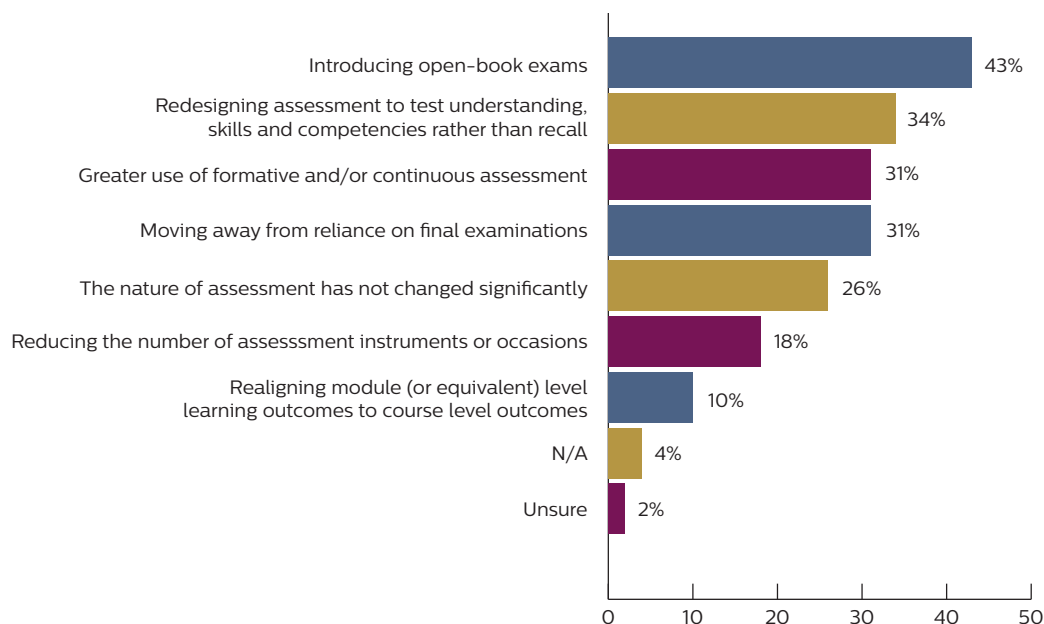 Introducing open-book exams
43%
Redesigning assessment to test understanding,
skills and competencies rather than recall
34%
Greater use of formative and/or continuous assessment
31%
Moving away from reliance on final examinations
31%
The nature of assessment has not changed significantly
26%
Reducing the number of assesssment instruments or occasions
18%
Realigning module (or equivalent) level
learning outcomes to course level outcomes
10%
N/A
4%
Unsure
2%
0 10 20 30 40 50